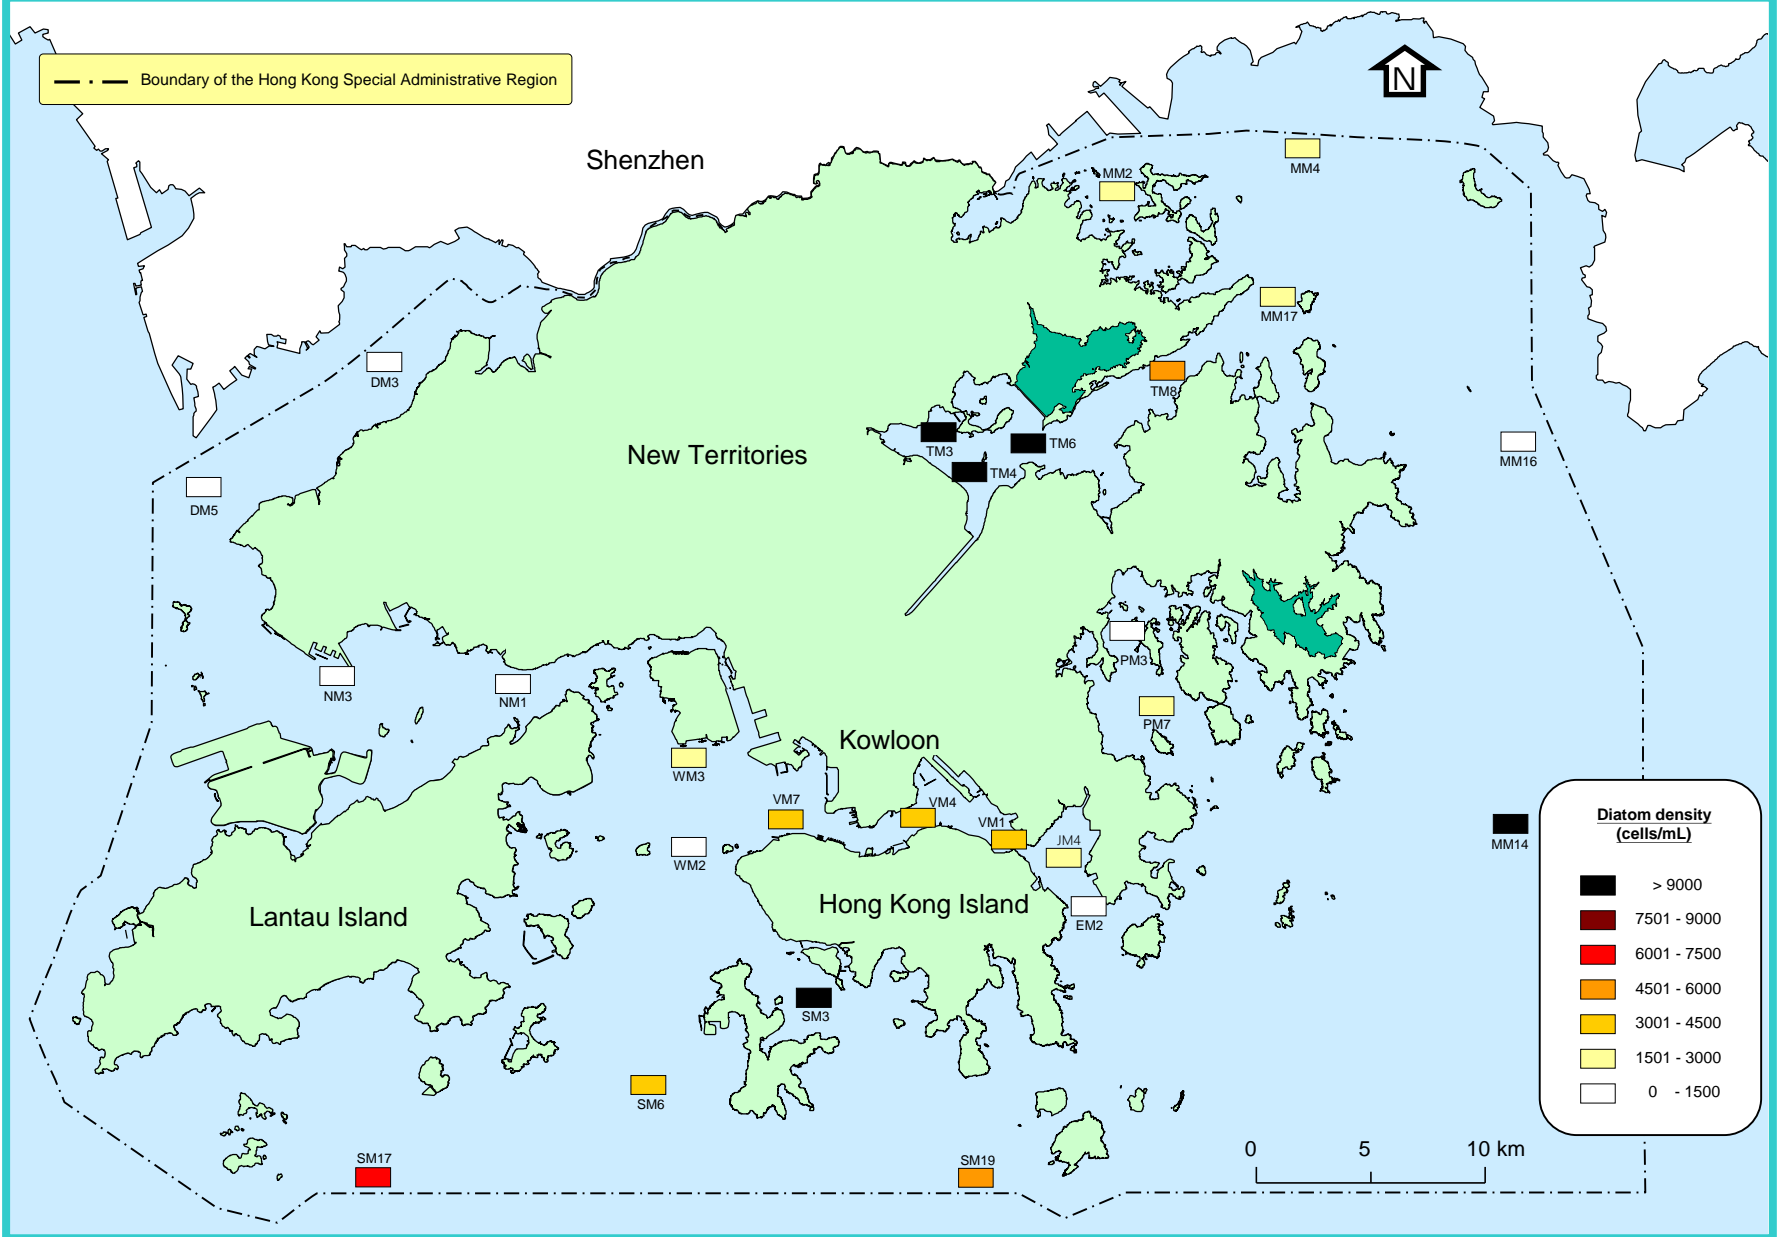 Boundary of the Hong Kong Special Administrative Region
N
Shenzhen
MM4
MM2
MM17
DM3
TM8
New Territories
TM3
TM6
TM4
MM16
DM5
PM3
NM3
NM1
PM7
Kowloon
WM3
VM7
VM4
VM1
JM4
WM2
MM14
Lantau Island
Hong Kong Island
EM2
SM3
SM6
SM17
SM19
Diatom density
(cells/mL)
> 9000
7501 - 9000
6001 - 7500
4501 - 6000
3001 - 4500
1501 - 3000
0 - 1500
0 5 10 km